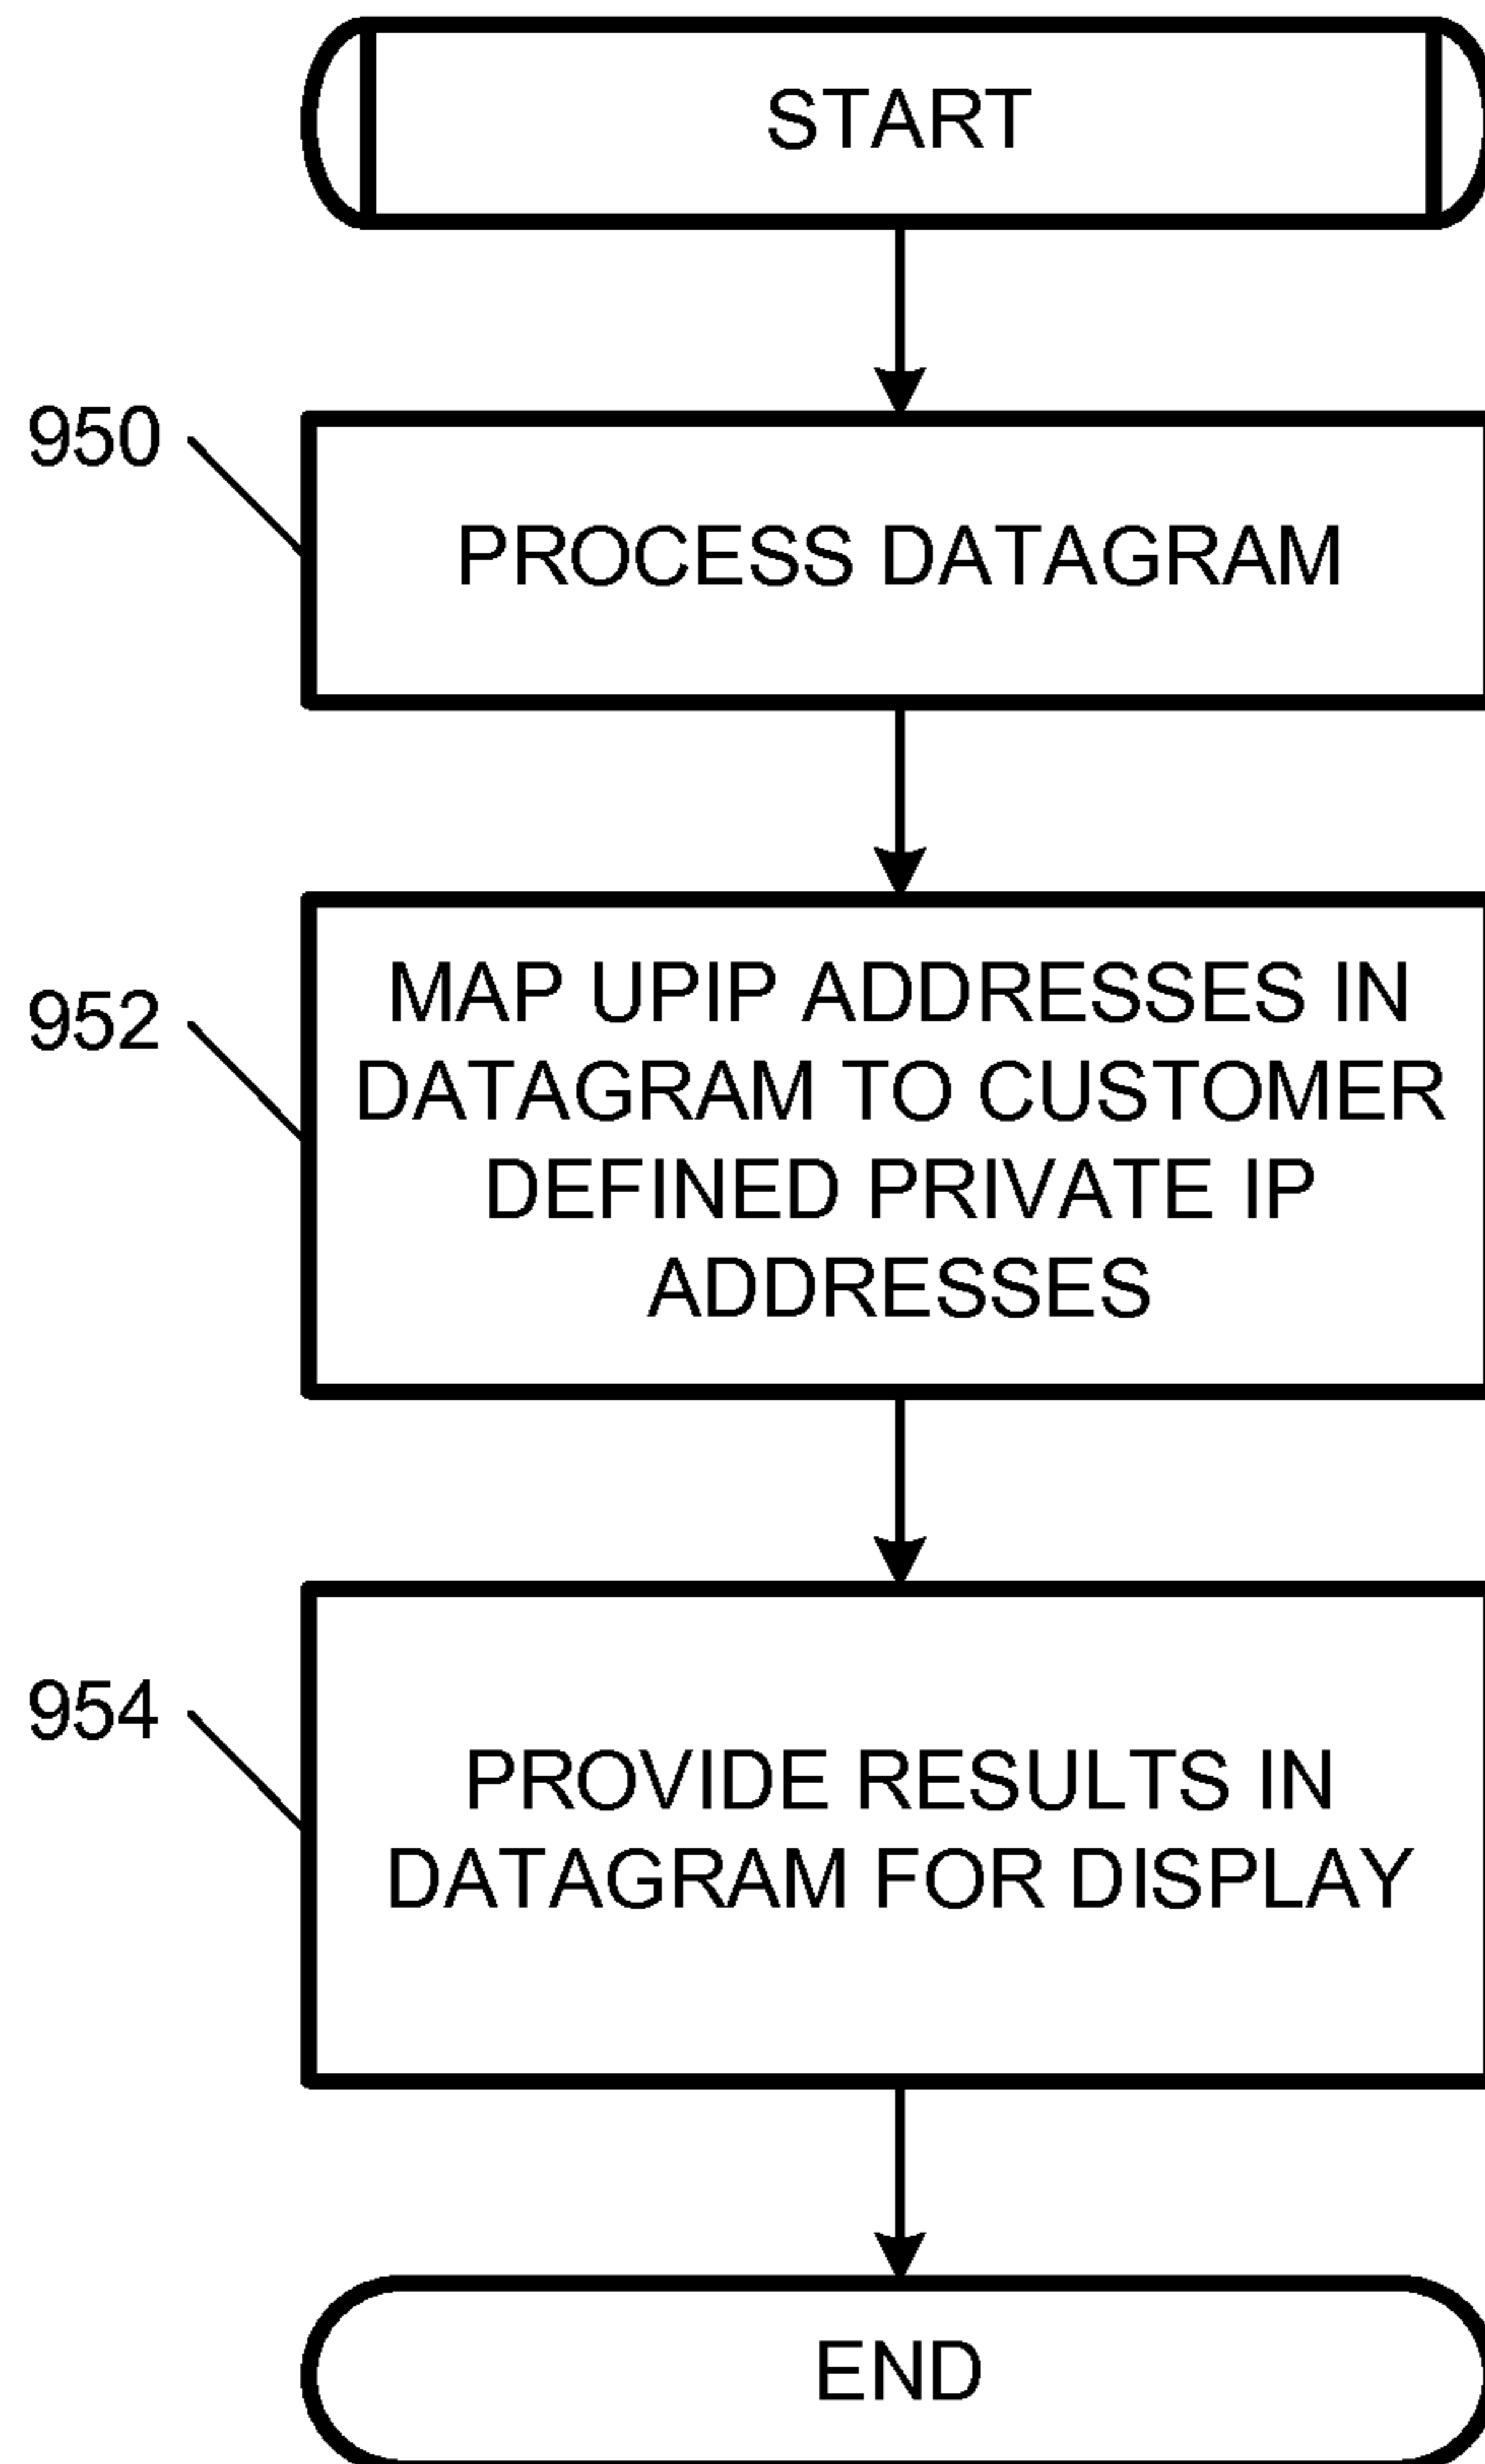 START
950
PROCESS DATAGRAM
952
MAP UPIP ADDRESSES IN
DATAGRAM TO CUSTOMER
DEFINED PRIVATE IP
ADDRESSES
954
PROVIDE RESULTS IN
DATAGRAM FOR DISPLAY
END